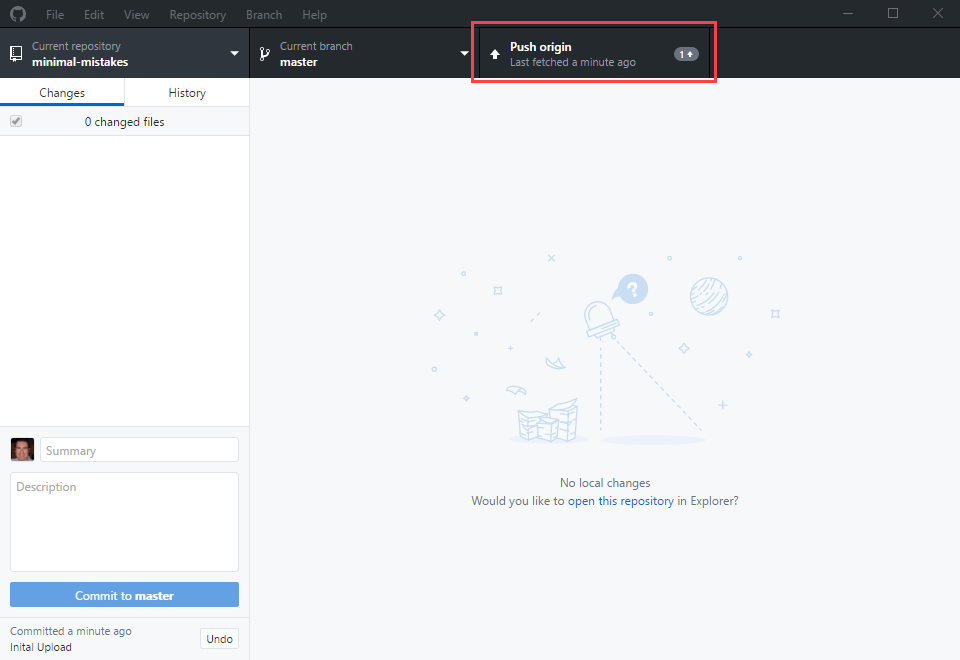 File Edit View Repository Branch Help
Current repository
minimal-mistakes
Current branch
master
Push origin
Last fetched a minute ago
1
Changes
History
0 changed files
?
No local changes
Would you like to open this repository in Explorer?
Summary
Description
Commit to master
Committed a minute ago
Inital Upload
Undo